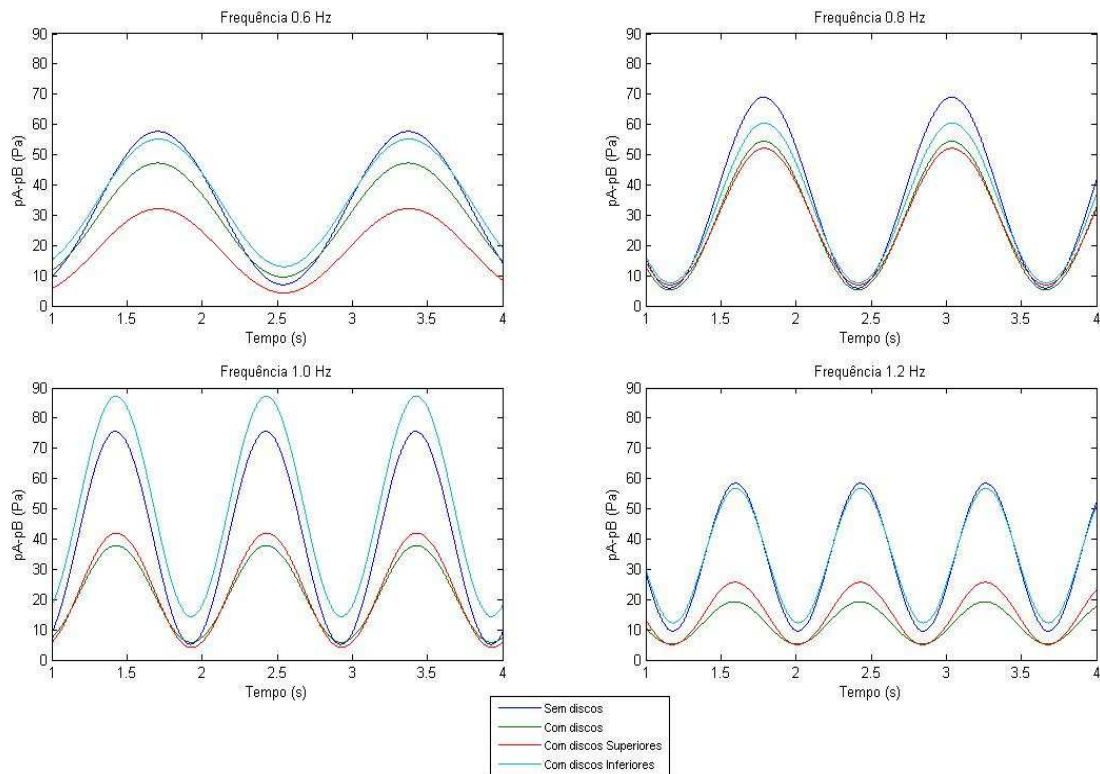 Frequência 0.6 Hz
90
80
70
60
50
40
30
20
10
0
pA-pB (Pa)
1 1.5 2 2.5 3 3.5 4
Tempo (s)
Frequência 0.8 Hz
90
80
70
60
50
40
30
20
10
0
pA-pB (Pa)
1 1.5 2 2.5 3 3.5 4
Tempo (s)
Frequência 1.0 Hz
90
80
70
60
50
40
30
20
10
0
pA-pB (Pa)
1 1.5 2 2.5 3 3.5 4
Tempo (s)
Frequência 1.2 Hz
90
80
70
60
50
40
30
20
10
0
pA-pB (Pa)
1 1.5 2 2.5 3 3.5 4
Tempo (s)
Sem discos
Com discos
Com discos Superiores
Com discos Inferiores